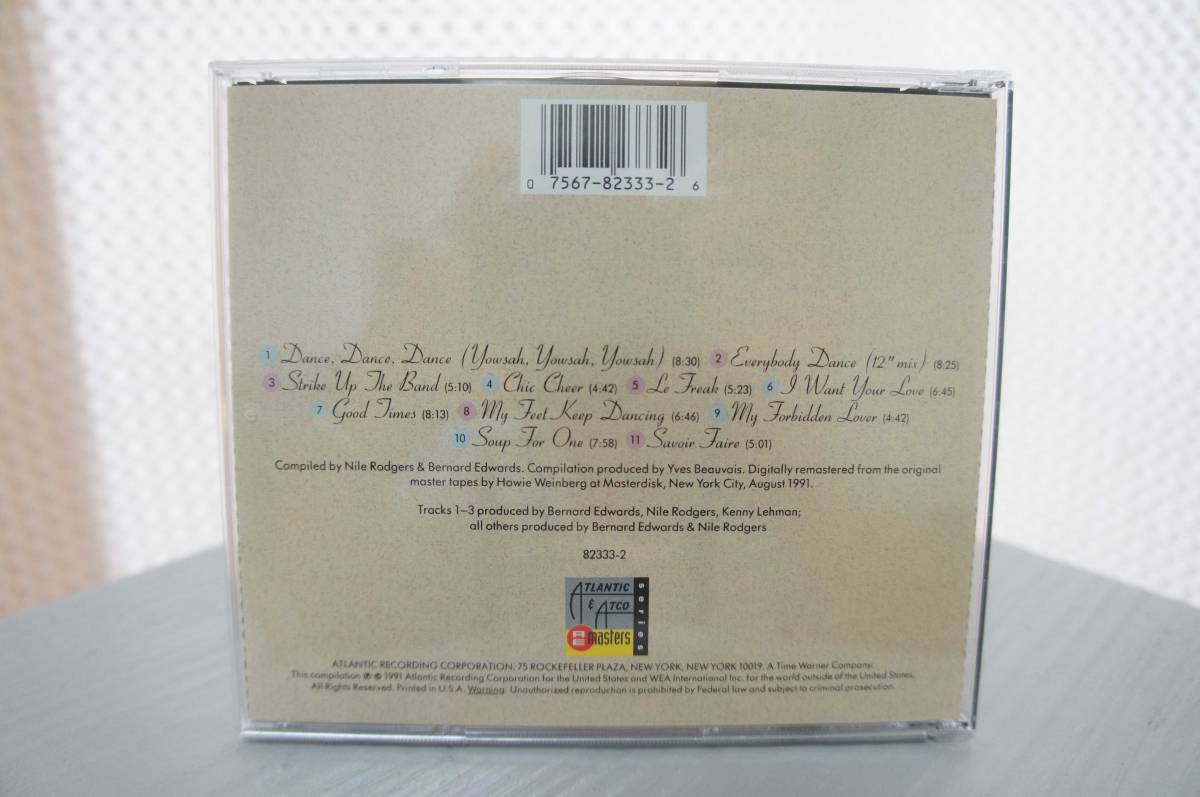 0 7567-82333-2 6
1 Dance, Dance, Dance (Yowsah, Yowsah, Yowsah) (8:30) 2 Everybody Dance (12" mix) (8:25)
3 Strike Up The Band (5:10) 4 Chic Cheer (4:42) 5 Le Freak (5:23) 6 I Want Your Love (6:45)
7 Good Times (8:13) 8 My Feet Keep Dancing (6:46) 9 My Forbidden Lover (4:42)
10 Soup For One (7:58) 11 Savoir Faire (5:01)
Compiled by Nile Rodgers & Bernard Edwards. Compilation produced by Yves Beauvais. Digitally remastered from the original
master tapes by Howie Weinberg at Masterdisk, New York City, August 1991.
Tracks 1–3 produced by Bernard Edwards, Nile Rodgers, Kenny Lehman;
all others produced by Bernard Edwards & Nile Rodgers
82333-2
ATLANTIC
& ATCO
RE masters
series
ATLANTIC RECORDING CORPORATION, 75 ROCKEFELLER PLAZA, NEW YORK, NEW YORK 10019. A Time Warner Company.
This compilation ℗ © 1991 Atlantic Recording Corporation for the United States and WEA International Inc. for the world outside of the United States.
All Rights Reserved. Printed in U.S.A. Warning: Unauthorized reproduction is prohibited by Federal law and subject to criminal prosecution.